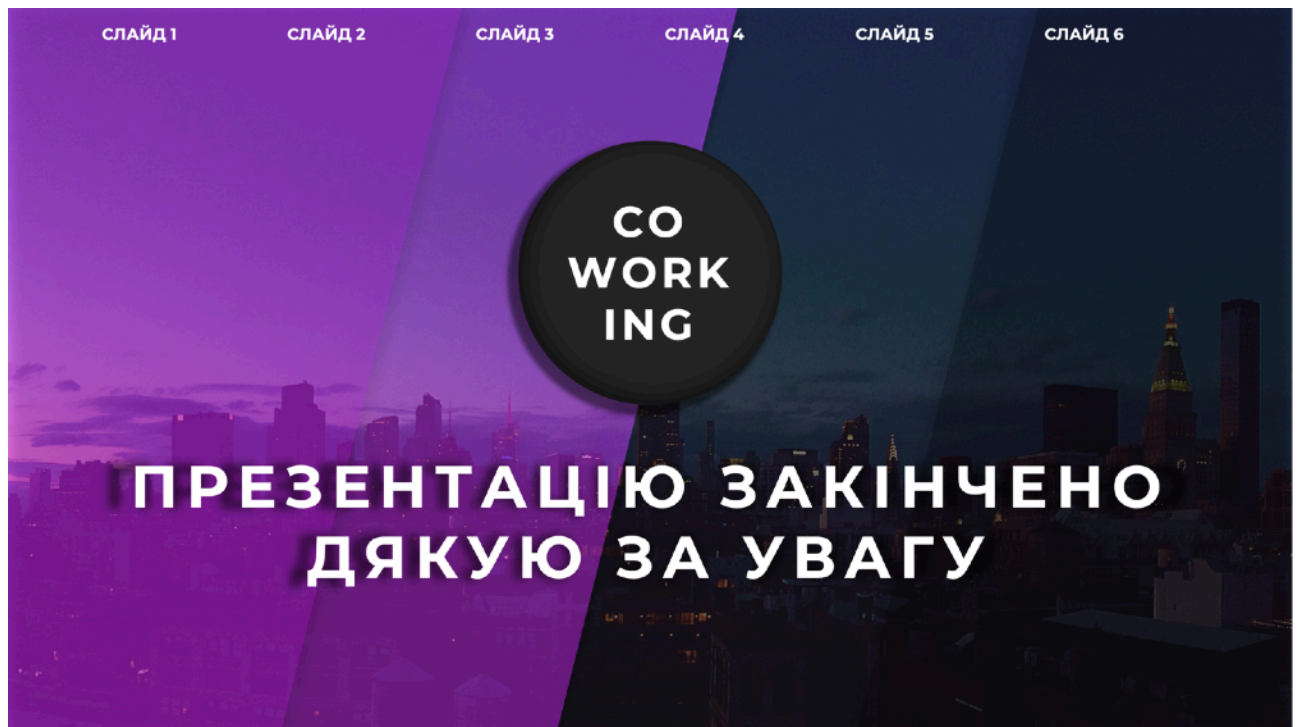 СЛАЙД 1 СЛАЙД 2 СЛАЙД 3 СЛАЙД 4 СЛАЙД 5 СЛАЙД 6
CO
WORK
ING
ПРЕЗЕНТАЦІЮ ЗАКІНЧЕНО
ДЯКУЮ ЗА УВАГУ